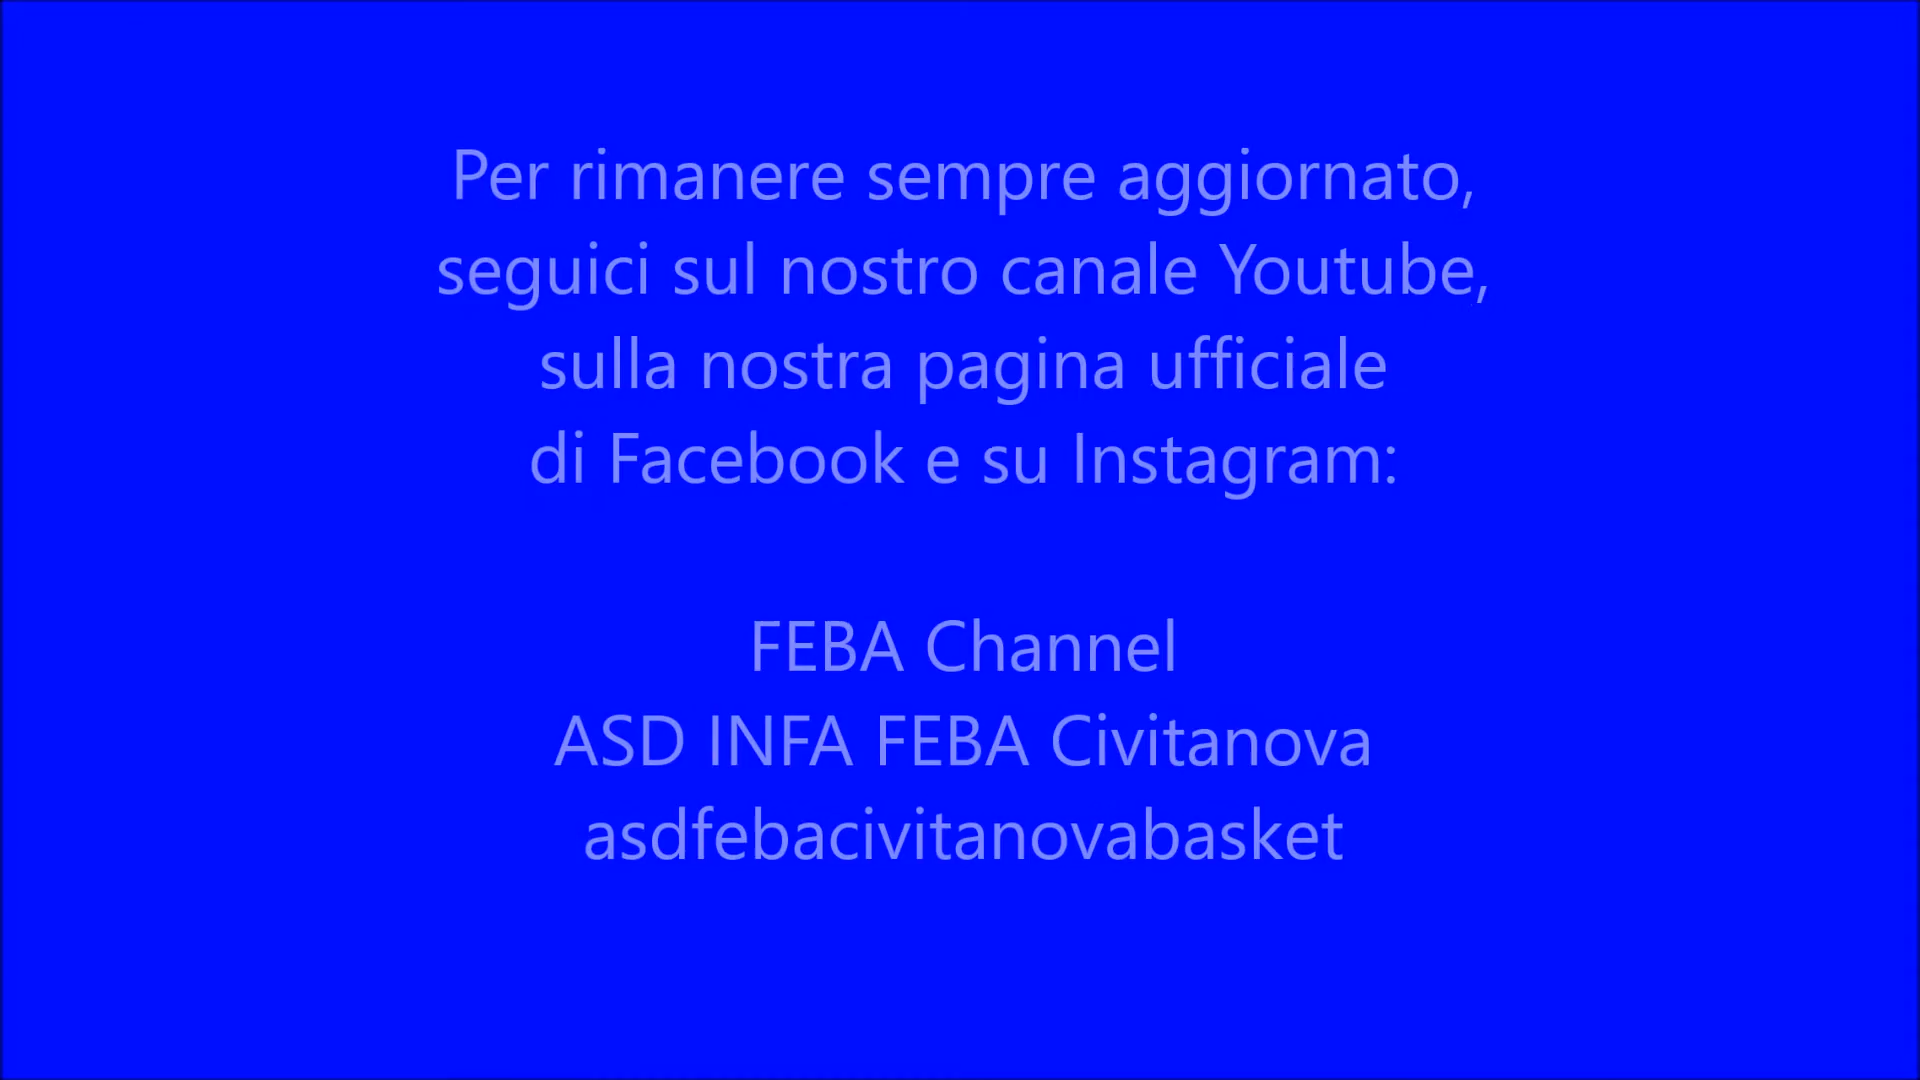 Per rimanere sempre aggiornato,
seguici sul nostro canale Youtube,
sulla nostra pagina ufficiale
di Facebook e su Instagram:
FEBA Channel
ASD INFA FEBA Civitanova
asdfebacivitanovabasket